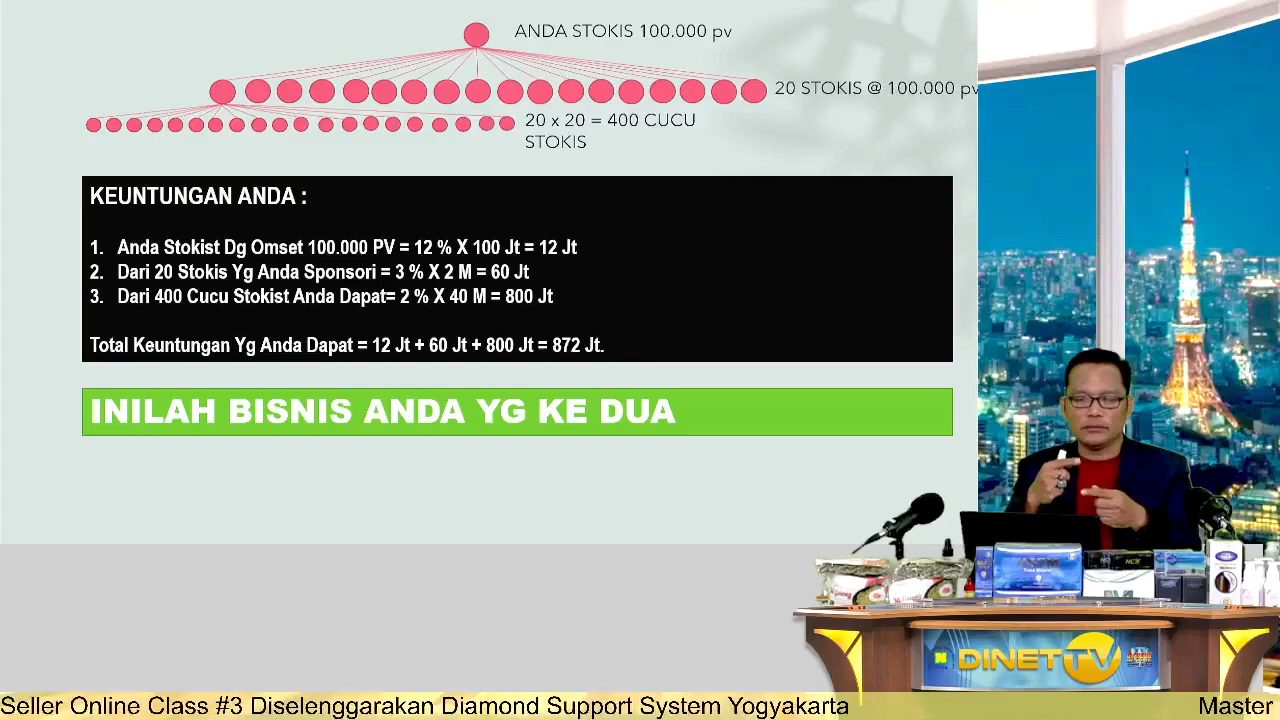 ANDA STOKIS 100.000 pv
20 STOKIS @ 100.000 pv
20 x 20 = 400 CUCU
STOKIS
KEUNTUNGAN ANDA :
1. Anda Stokist Dg Omset 100.000 PV = 12 % X 100 Jt = 12 Jt
2. Dari 20 Stokis Yg Anda Sponsori = 3 % X 2 M = 60 Jt
3. Dari 400 Cucu Stokist Anda Dapat= 2 % X 40 M = 800 Jt
Total Keuntungan Yg Anda Dapat = 12 Jt + 60 Jt + 800 Jt = 872 Jt.
INILAH BISNIS ANDA YG KE DUA
DINET TV
Seller Online Class #3 Diselenggarakan Diamond Support System Yogyakarta
Master